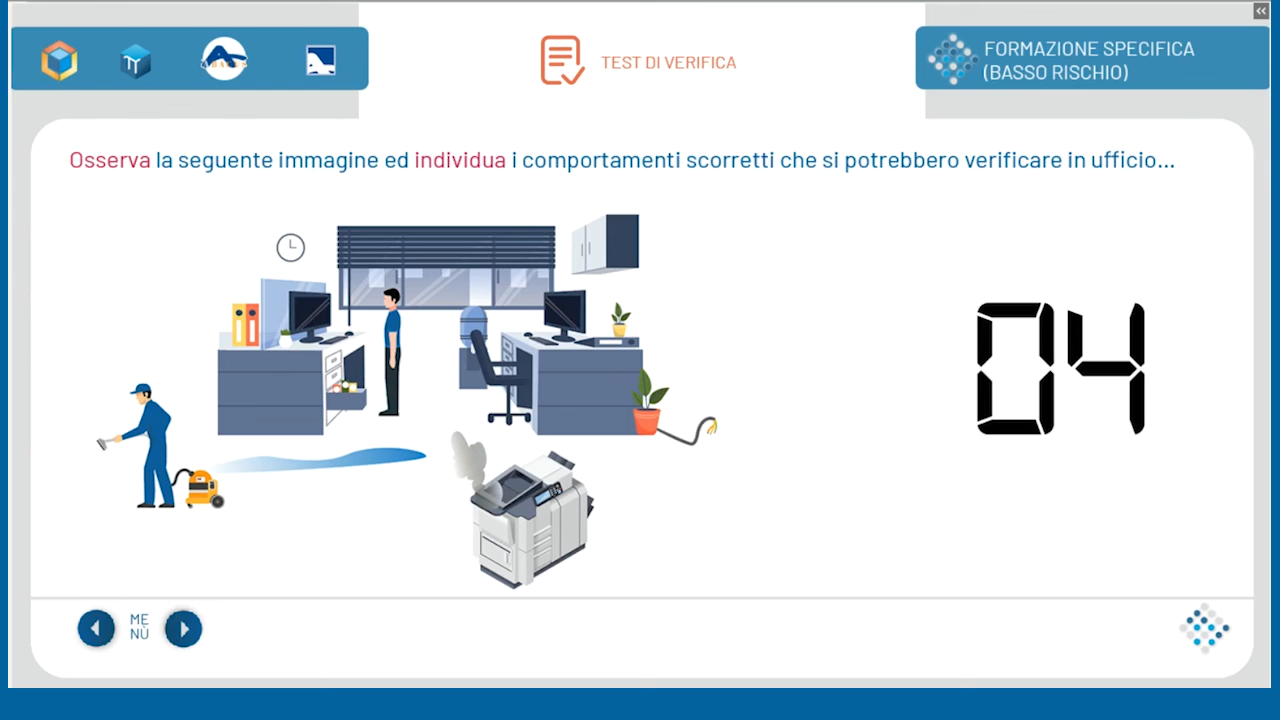 TEST DI VERIFICA
FORMAZIONE SPECIFICA
(BASSO RISCHIO)
Osserva la seguente immagine ed individua i comportamenti scorretti che si potrebbero verificare in ufficio...
04
ME
NÙ